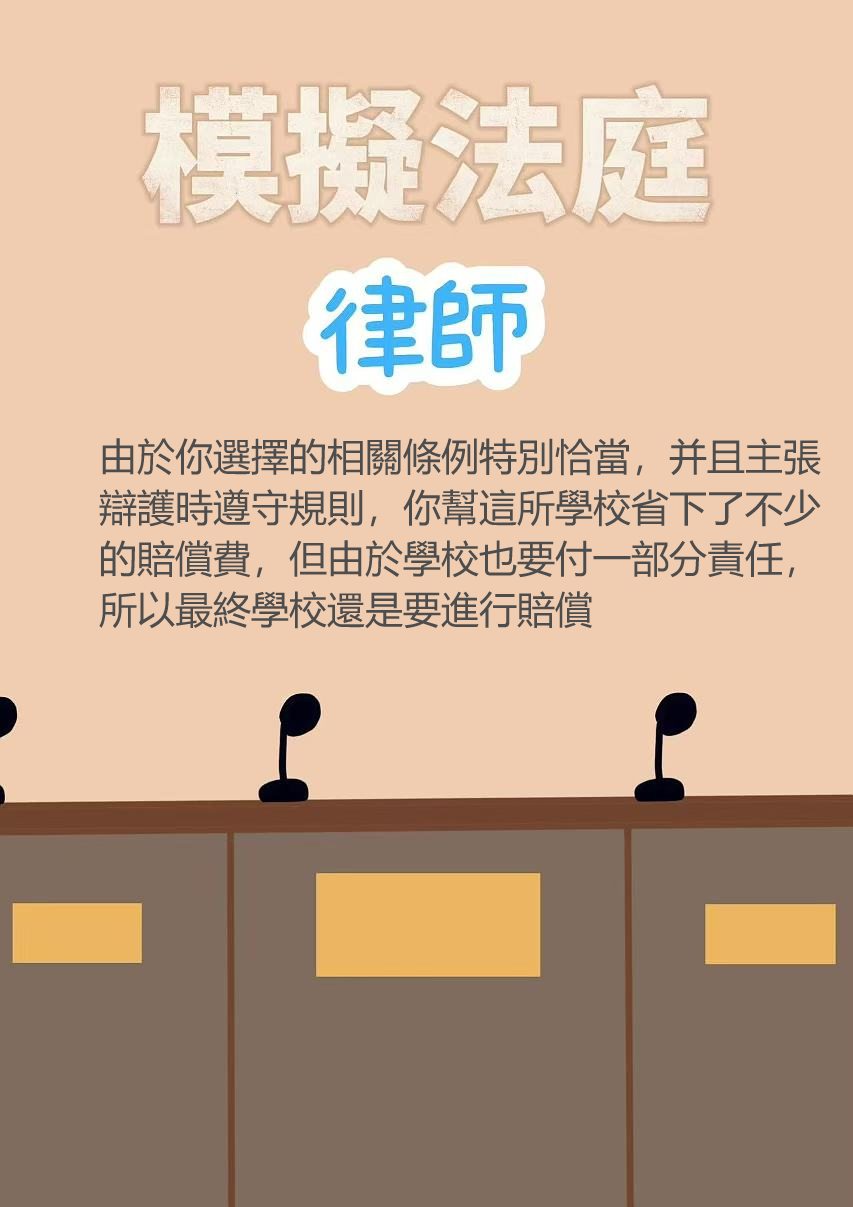 模擬法庭
律師
由於你選擇的相關條例特別恰當，并且主張
辯護時遵守規則，你幫這所學校省下了不少
的賠償費，但由於學校也要付一部分責任，
所以最終學校還是要進行賠償